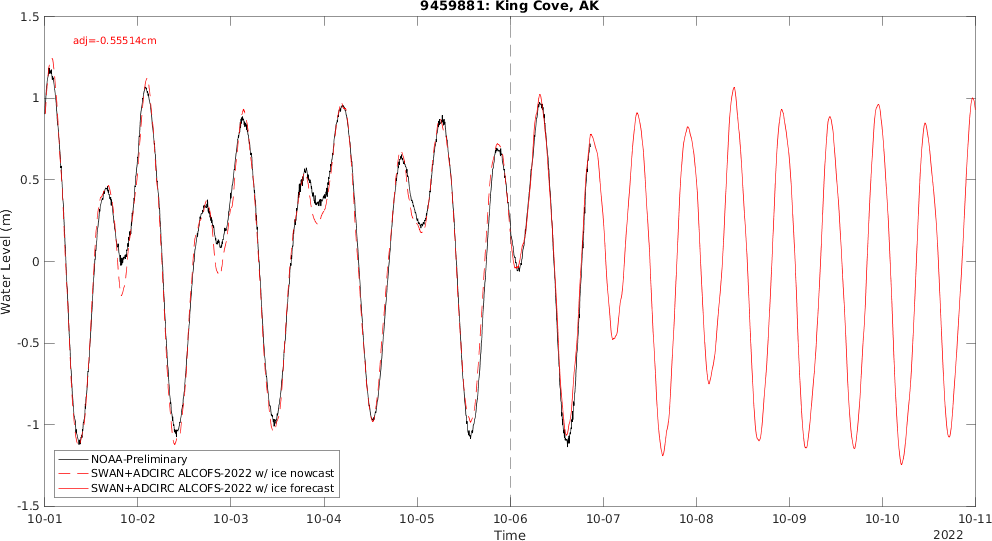 9459881: King Cove, AK
adj=-0.55514cm
Water Level (m)
1.5
1
0.5
0
-0.5
-1
-1.5
NOAA-Preliminary
SWAN+ADCIRC ALCOFS-2022 w/ ice nowcast
SWAN+ADCIRC ALCOFS-2022 w/ ice forecast
10-01 10-02 10-03 10-04 10-05 10-06 10-07 10-08 10-09 10-10 10-11
Time
2022